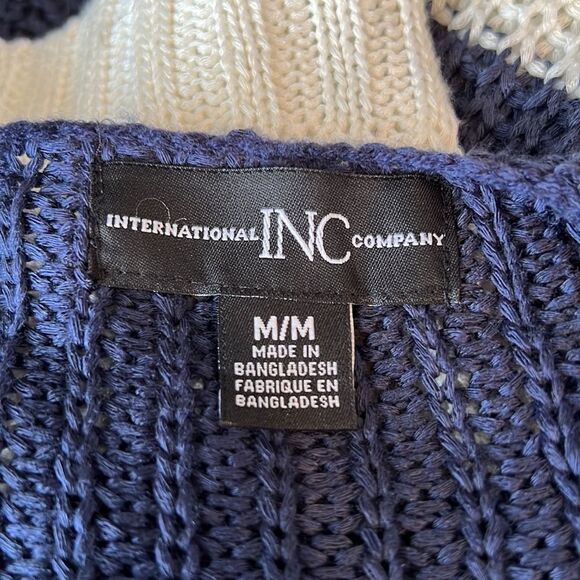 INTERNATIONAL INC COMPANY
M/M
MADE IN
BANGLADESH
FABRIQUE EN
BANGLADESH